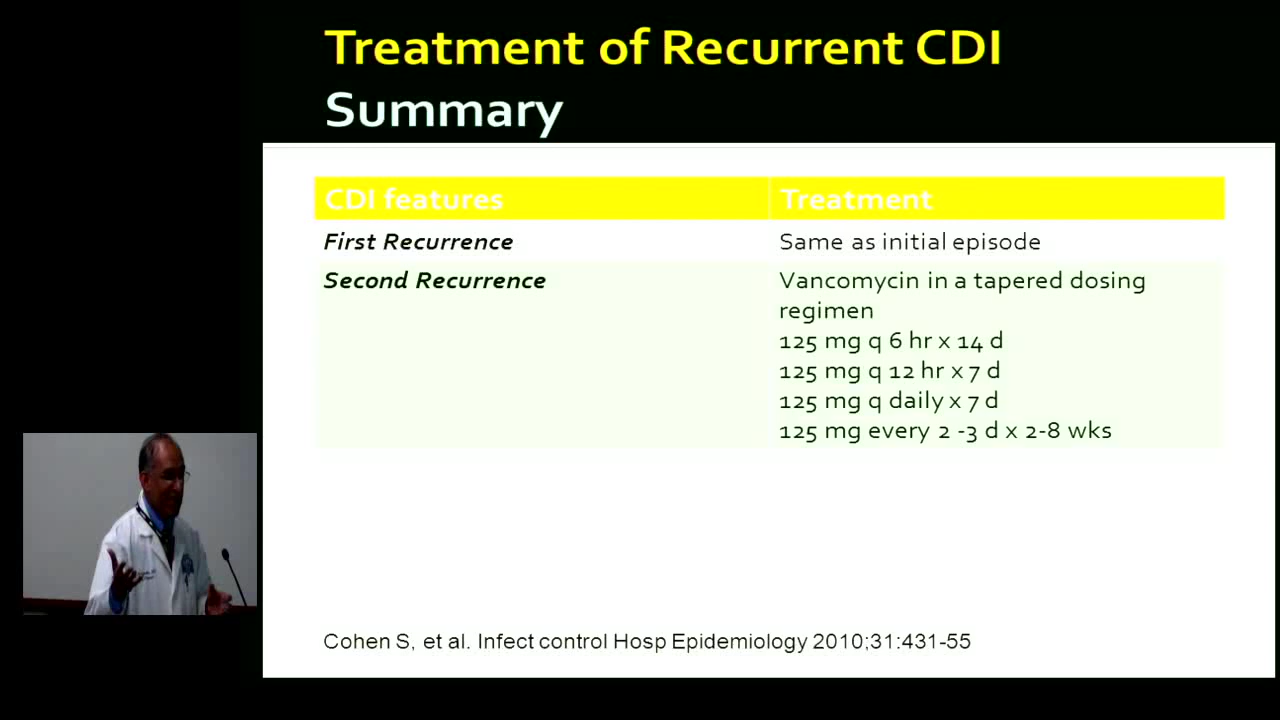 Treatment of Recurrent CDI
Summary
CDI features
Treatment
First Recurrence
Same as initial episode
Second Recurrence
Vancomycin in a tapered dosing
regimen
125 mg q 6 hr x 14 d
125 mg q 12 hr x 7 d
125 mg q daily x 7 d
125 mg every 2 -3 d x 2-8 wks
Cohen S, et al. Infect control Hosp Epidemiology 2010;31:431-55